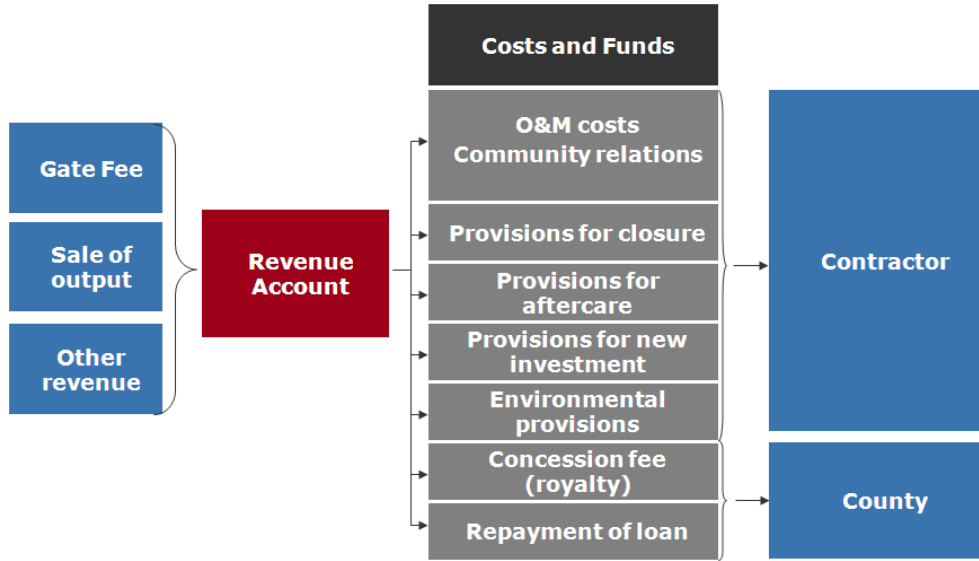 Costs and Funds
Gate Fee
Sale of
output
Other
revenue
Revenue
Account
O&M costs
Community relations
Provisions for closure
Provisions for
aftercare
Provisions for new
investment
Environmental
provisions
Concession fee
(royalty)
Repayment of loan
Contractor
County